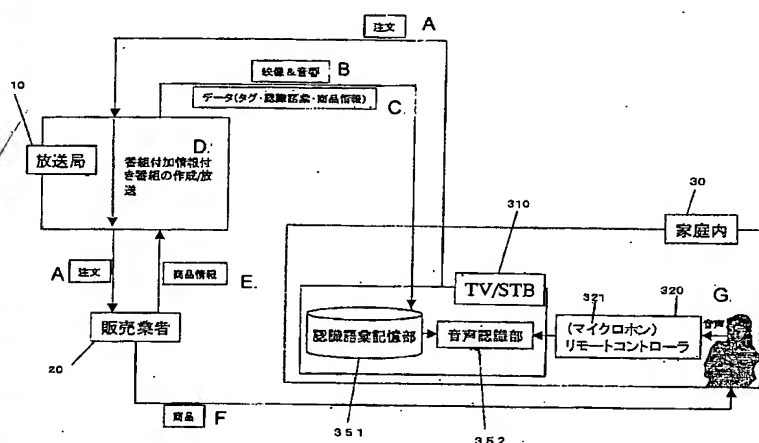 注文 A
映像&音響 B
データ(タグ・認識語彙・商品情報) C.
10
放送局
D.
番組付加情報付
き番組の作成/放
送
30
家庭内
310
TV/STB
A 注文
商品情報 E.
321
320
G.
音声
(マイクロホン)
リモートコントローラ
認識語彙記憶部
音声認識部
販売業者
20
351
352
商品 F